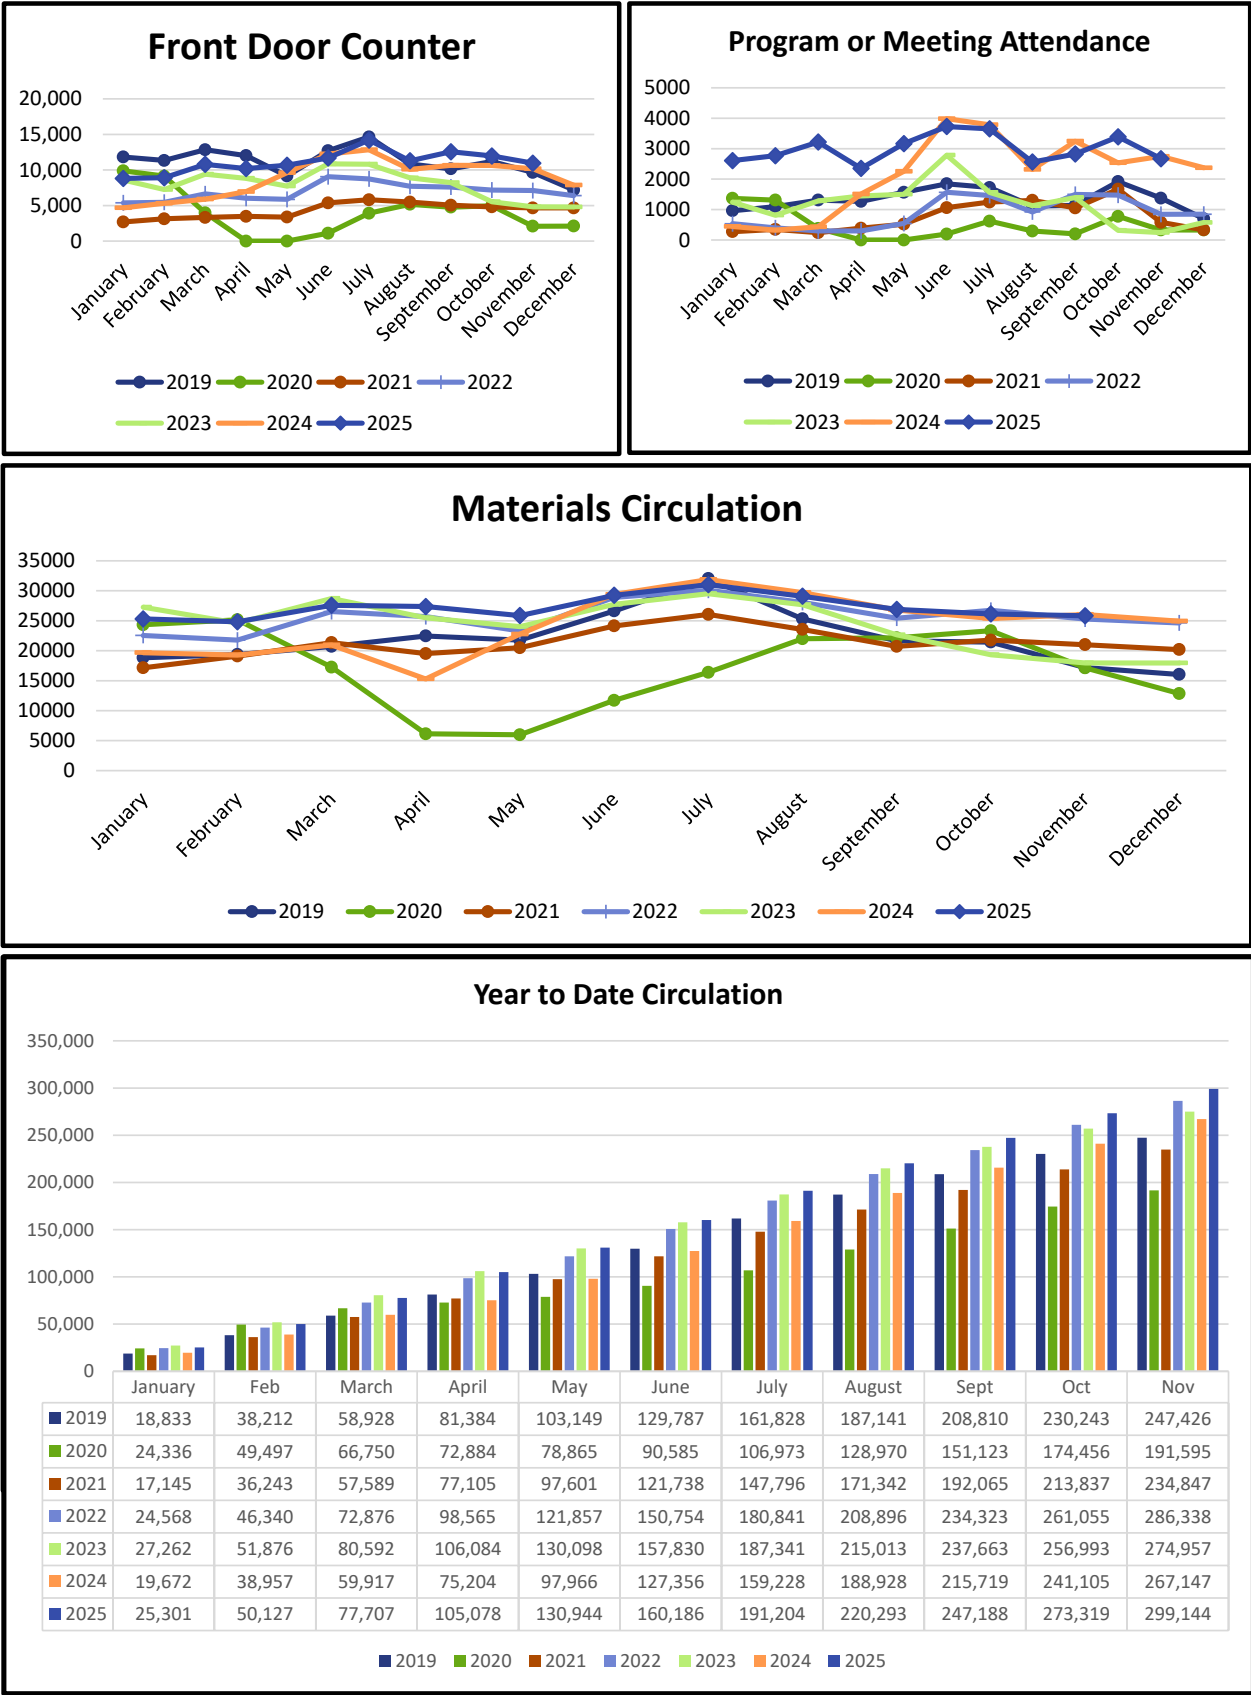 Front Door Counter
20,000
15,000
10,000
5,000
0
January
February
March
April
May
June
July
August
September
October
November
December
2019 2020 2021 2022
2023 2024 2025
Program or Meeting Attendance
5000
4000
3000
2000
1000
0
January
February
March
April
May
June
July
August
September
October
November
December
2019 2020 2021 2022
2023 2024 2025
Materials Circulation
35000
30000
25000
20000
15000
10000
5000
0
January
February
March
April
May
June
July
August
September
October
November
December
2019 2020 2021 2022 2023 2024 2025
Year to Date Circulation
350,000
300,000
250,000
200,000
150,000
100,000
50,000
0
January Feb March April May June July August Sept Oct Nov
2019 18,833 38,212 58,928 81,384 103,149 129,787 161,828 187,141 208,810 230,243 247,426
2020 24,336 49,497 66,750 72,884 78,865 90,585 106,973 128,970 151,123 174,456 191,595
2021 17,145 36,243 57,589 77,105 97,601 121,738 147,796 171,342 192,065 213,837 234,847
2022 24,568 46,340 72,876 98,565 121,857 150,754 180,841 208,896 234,323 261,055 286,338
2023 27,262 51,876 80,592 106,084 130,098 157,830 187,341 215,013 237,663 256,993 274,957
2024 19,672 38,957 59,917 75,204 97,966 127,356 159,228 188,928 215,719 241,105 267,147
2025 25,301 50,127 77,707 105,078 130,944 160,186 191,204 220,293 247,188 273,319 299,144
2019 2020 2021 2022 2023 2024 2025